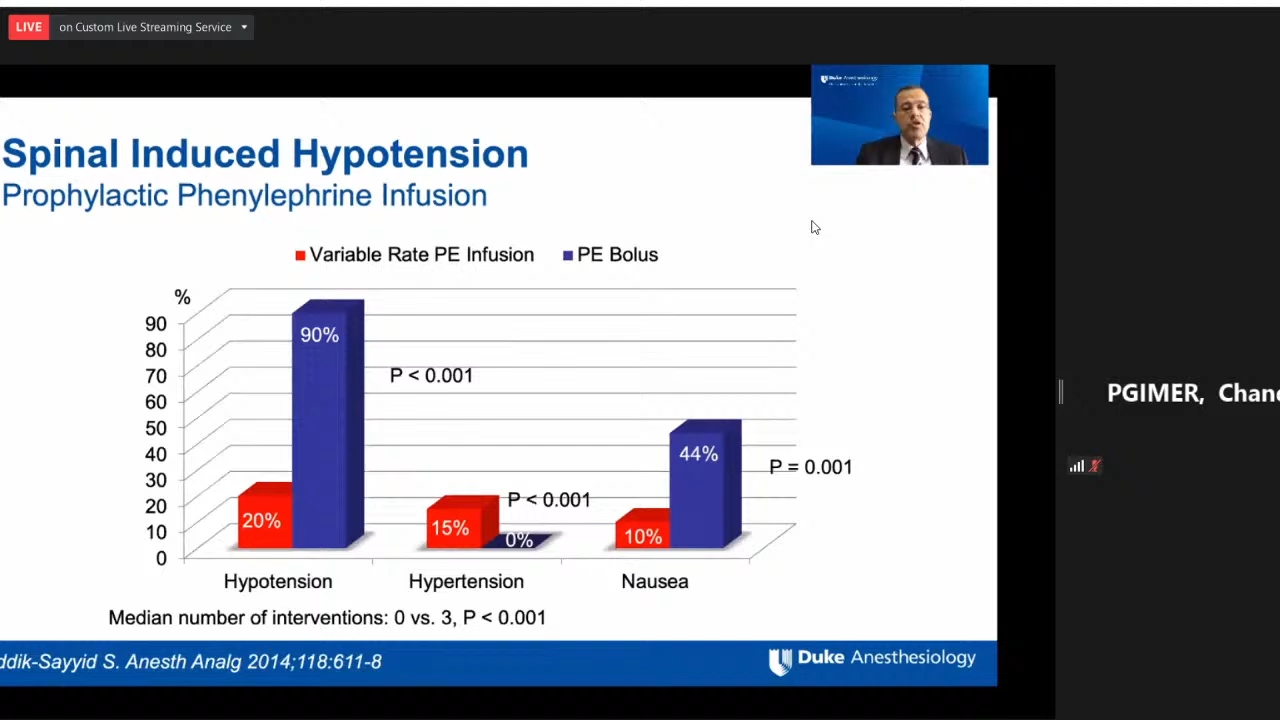 LIVE on Custom Live Streaming Service
Duke Anesthesiology
Spinal Induced Hypotension
Prophylactic Phenylephrine Infusion
Variable Rate PE Infusion PE Bolus
%
90
80
70
60
50
40
30
20
10
0
90%
P < 0.001
20%
P < 0.001
15%
0%
44%
P = 0.001
10%
Hypotension Hypertension Nausea
Median number of interventions: 0 vs. 3, P < 0.001
ddik-Sayyid S. Anesth Analg 2014;118:611-8
Duke Anesthesiology
PGIMER, Chan